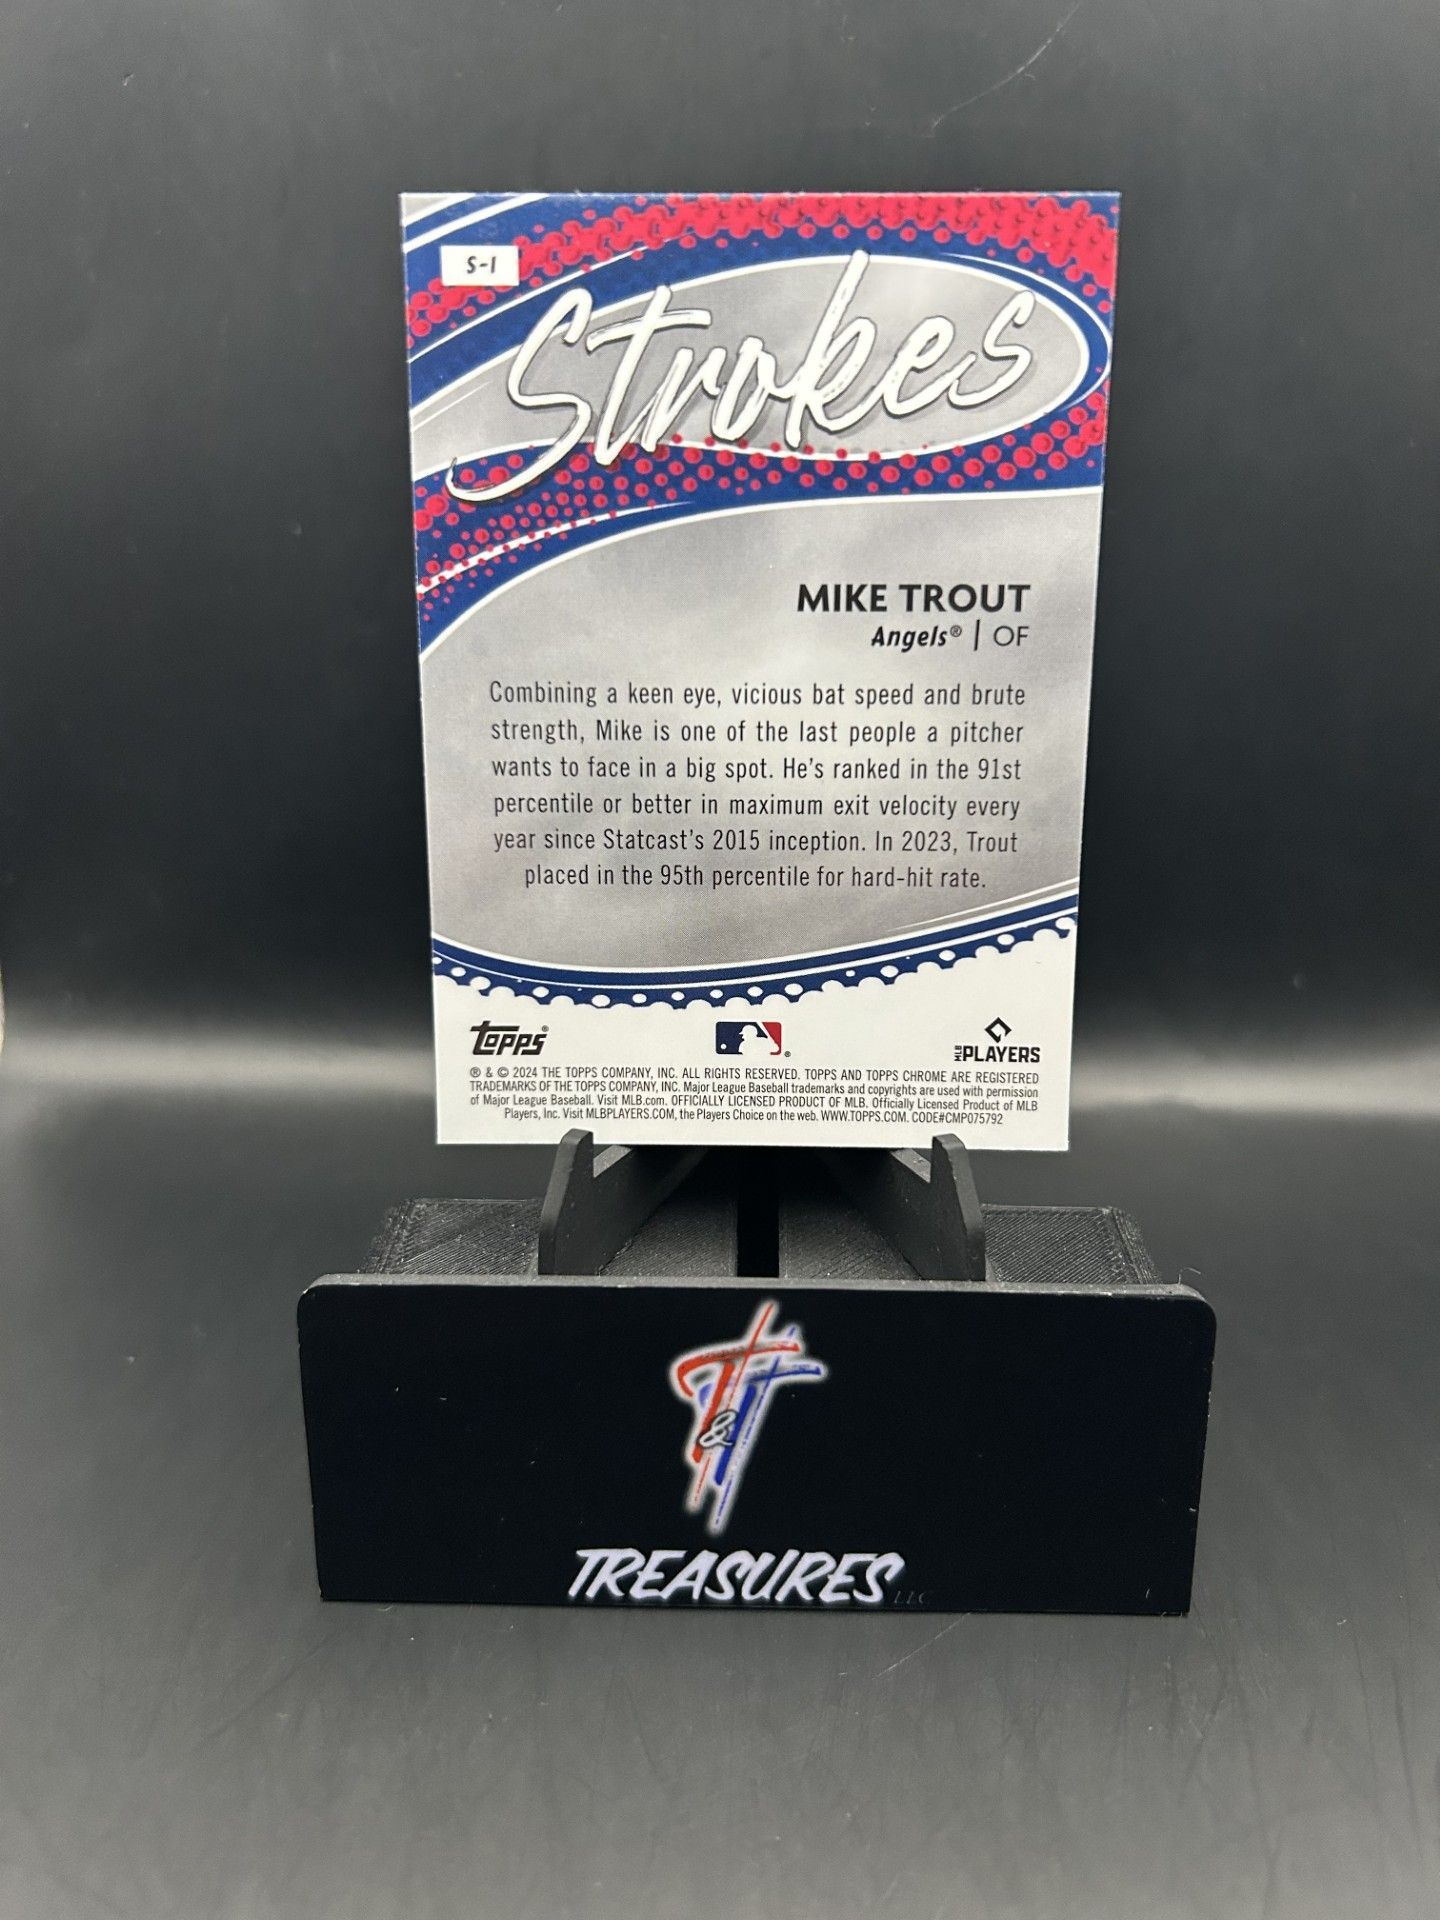 S-1
Strokes
MIKE TROUT
Angels® | OF
Combining a keen eye, vicious bat speed and brute
strength, Mike is one of the last people a pitcher
wants to face in a big spot. He's ranked in the 91st
percentile or better in maximum exit velocity every
year since Statcast's 2015 inception. In 2023, Trout
placed in the 95th percentile for hard-hit rate.
Topps®
MLB PLAYERS
® & © 2024 THE TOPPS COMPANY, INC. ALL RIGHTS RESERVED. TOPPS AND TOPPS CHROME ARE REGISTERED
TRADEMARKS OF THE TOPPS COMPANY, INC. Major League Baseball trademarks and copyrights are used with permission
of Major League Baseball. Visit MLB.com. OFFICIALLY LICENSED PRODUCT OF MLB. Officially Licensed Product of MLB
Players, Inc. Visit MLBPLAYERS.COM, the Players Choice on the web. WWW.TOPPS.COM. CODE#CMP075792
T & T
TREASURES LLC